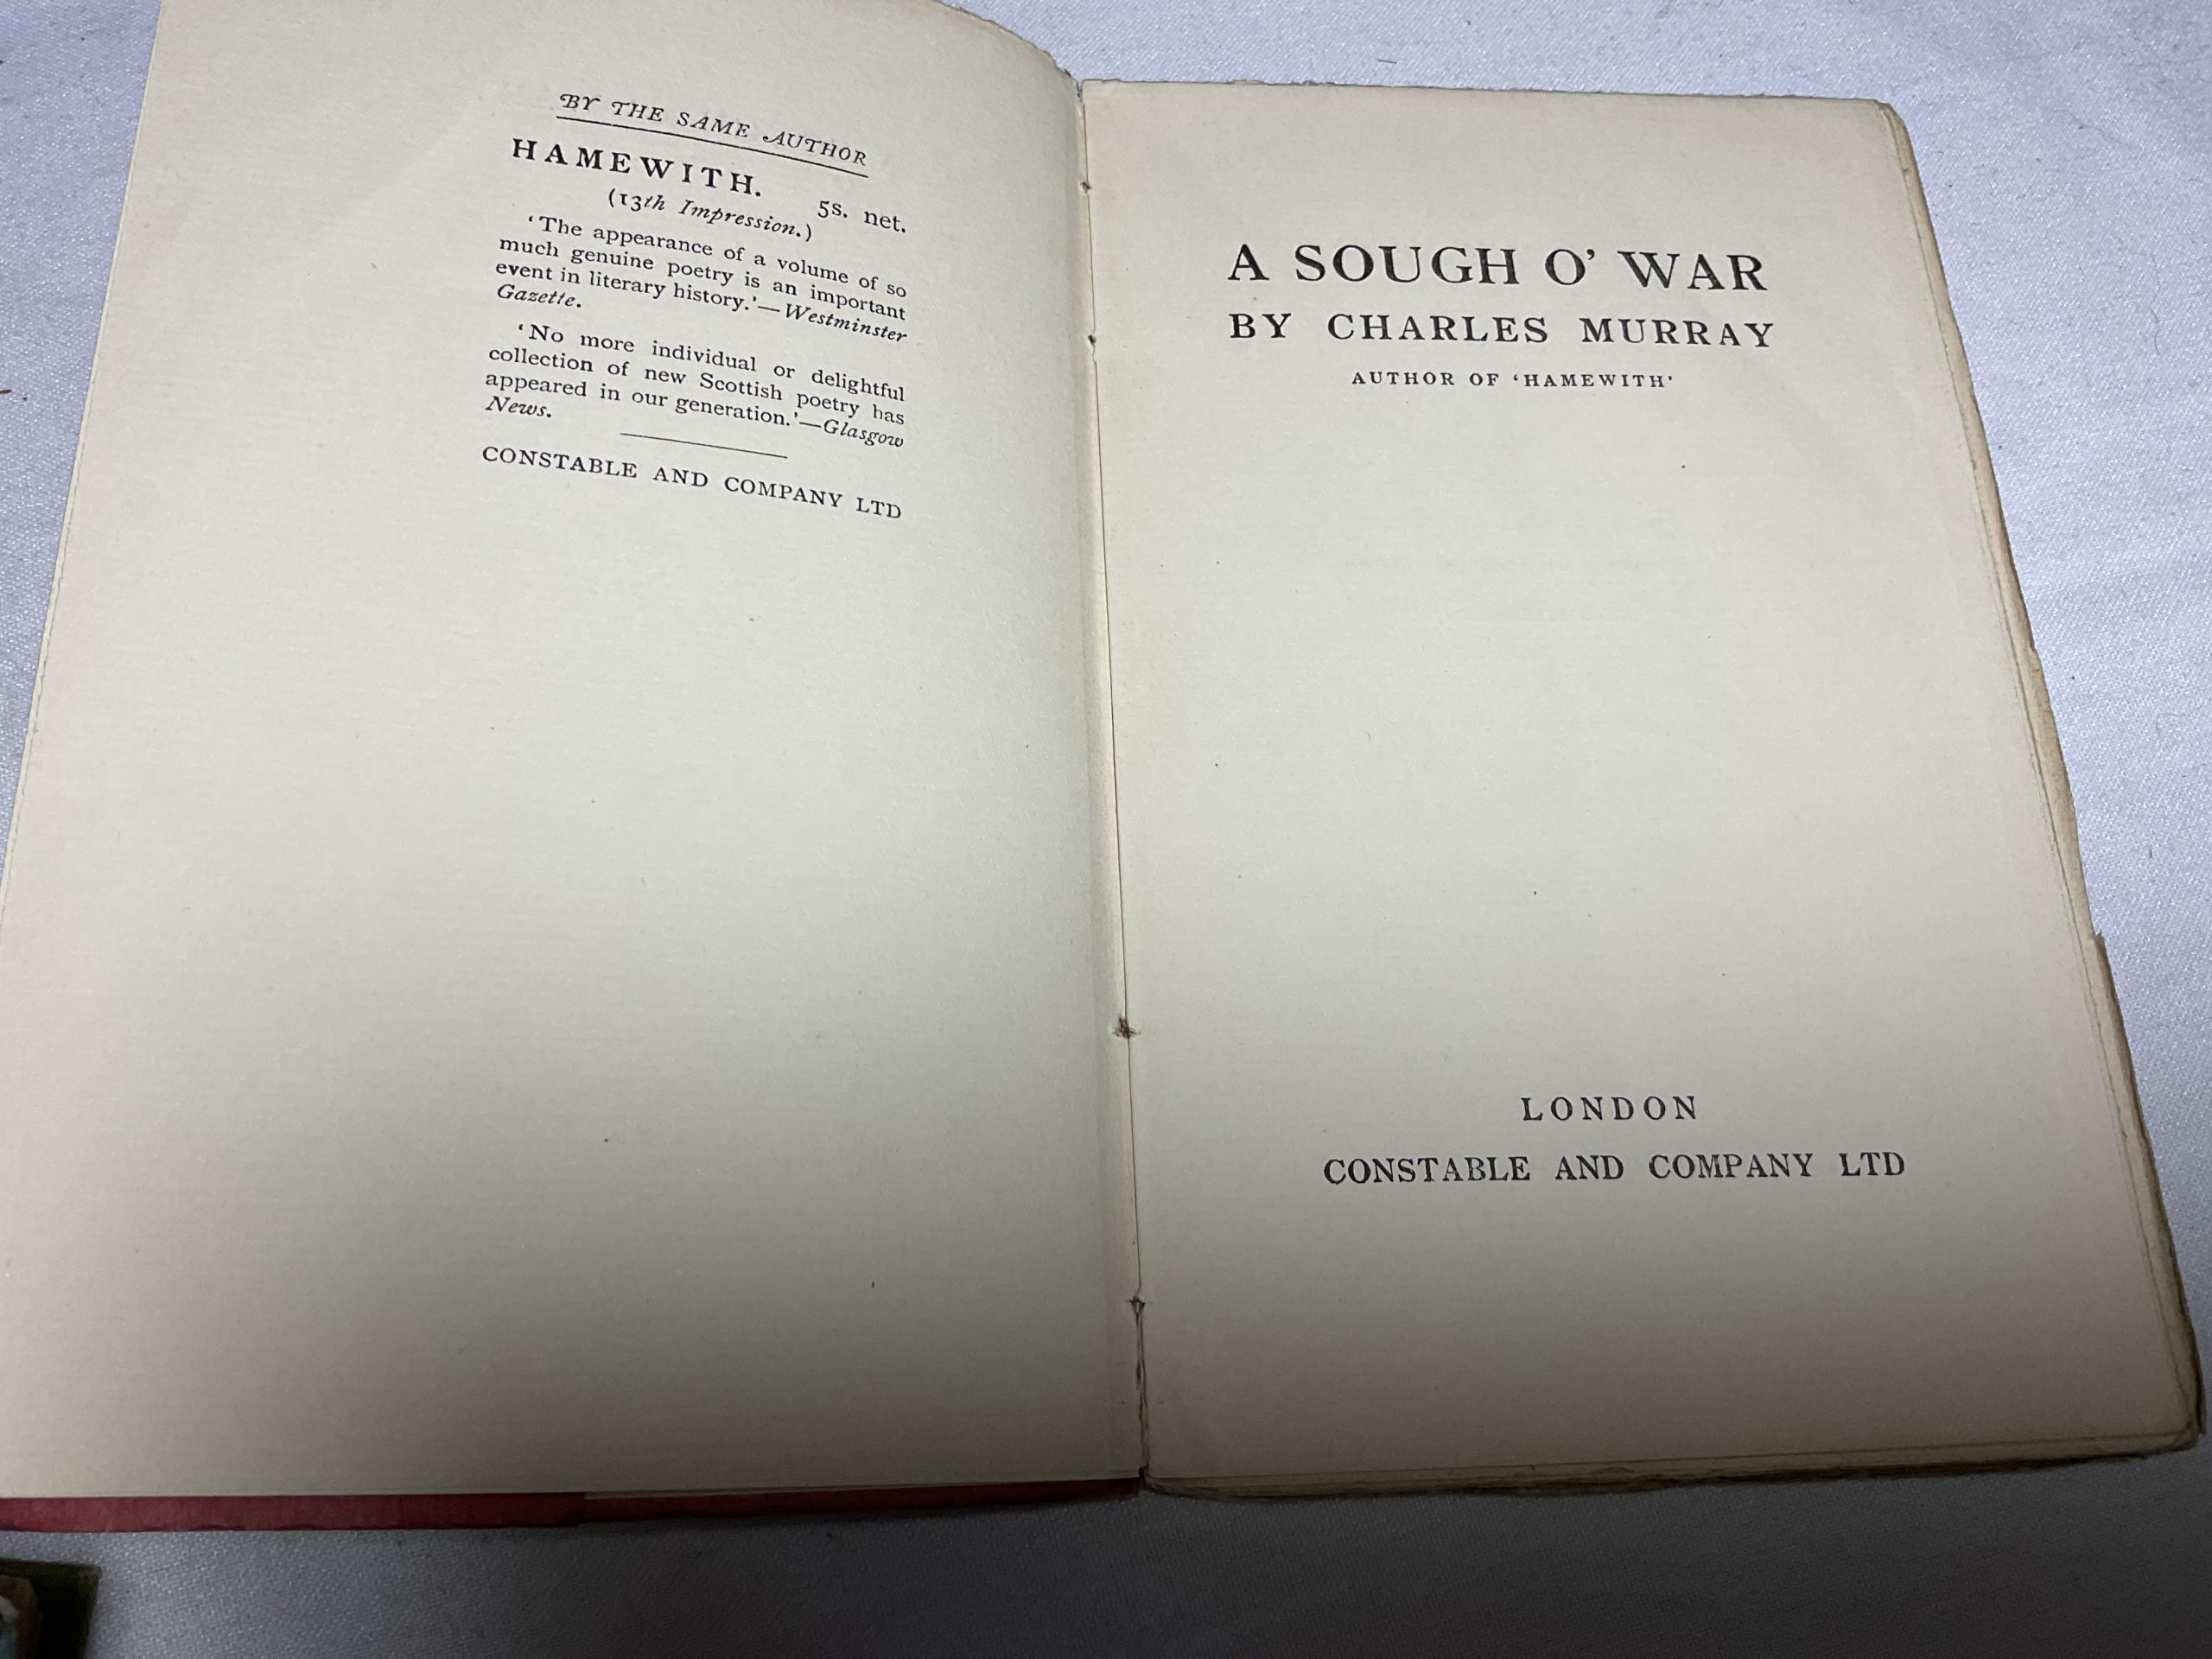 BY THE SAME AUTHOR
HAMEWITH. 5s. net.
(13th Impression.)
‘The appearance of a volume of so
much genuine poetry is an important
event in literary history.’—Westminster
Gazette.
‘No more individual or delightful
collection of new Scottish poetry has
appeared in our generation.’—Glasgow
News.
CONSTABLE AND COMPANY LTD
A SOUGH O’ WAR
BY CHARLES MURRAY
AUTHOR OF ‘HAMEWITH’
LONDON
CONSTABLE AND COMPANY LTD